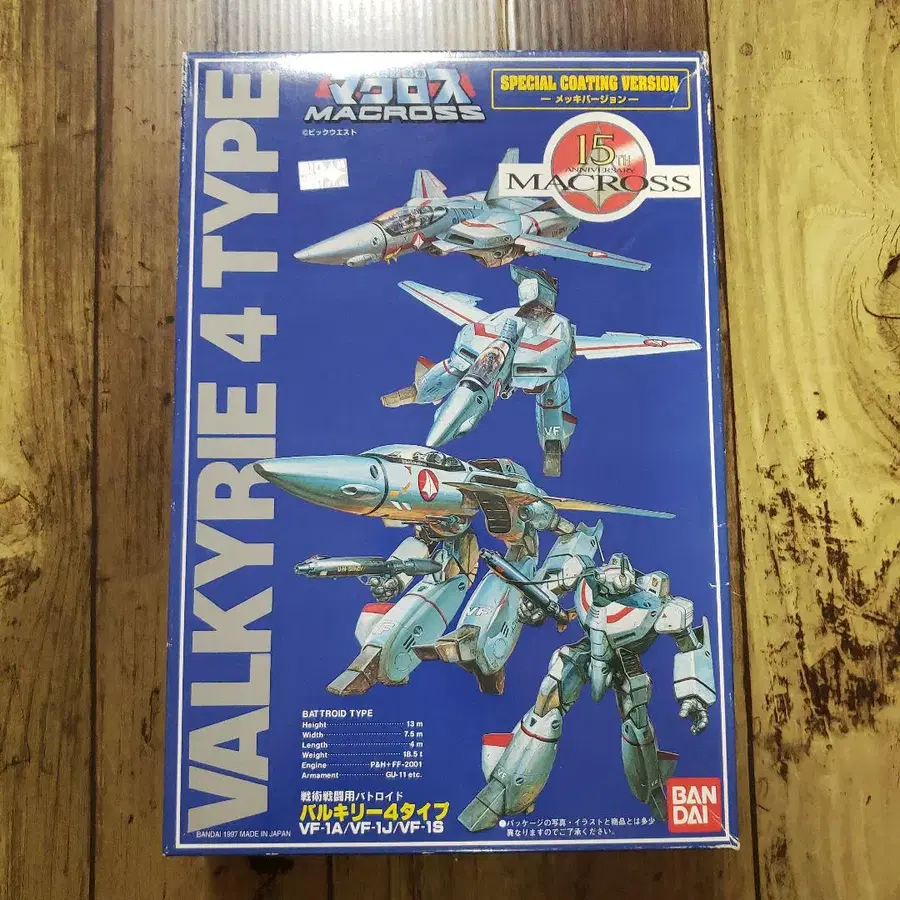 VALKYRIE 4 TYPE
マクロス
MACROSS
©ビックウエスト
SPECIAL COATING VERSION
— メッキバージョン —
15TH
ANNIVERSARY
MACROSS
VF
U.N.SPACY
BATTROID TYPE
Height 13 m
Width 7.5 m
Length 4 m
Weight 18.5 t
Engine P&H+FF-2001
Armament GU-11 etc.
戦術戦闘用バトロイド
バルキリー4タイプ
VF-1A/VF-1J/VF-1S
BANDAI 1997 MADE IN JAPAN
●パッケージの写真・イラストと商品とは多少
異なりますのでご了承ください。
BAN
DAI